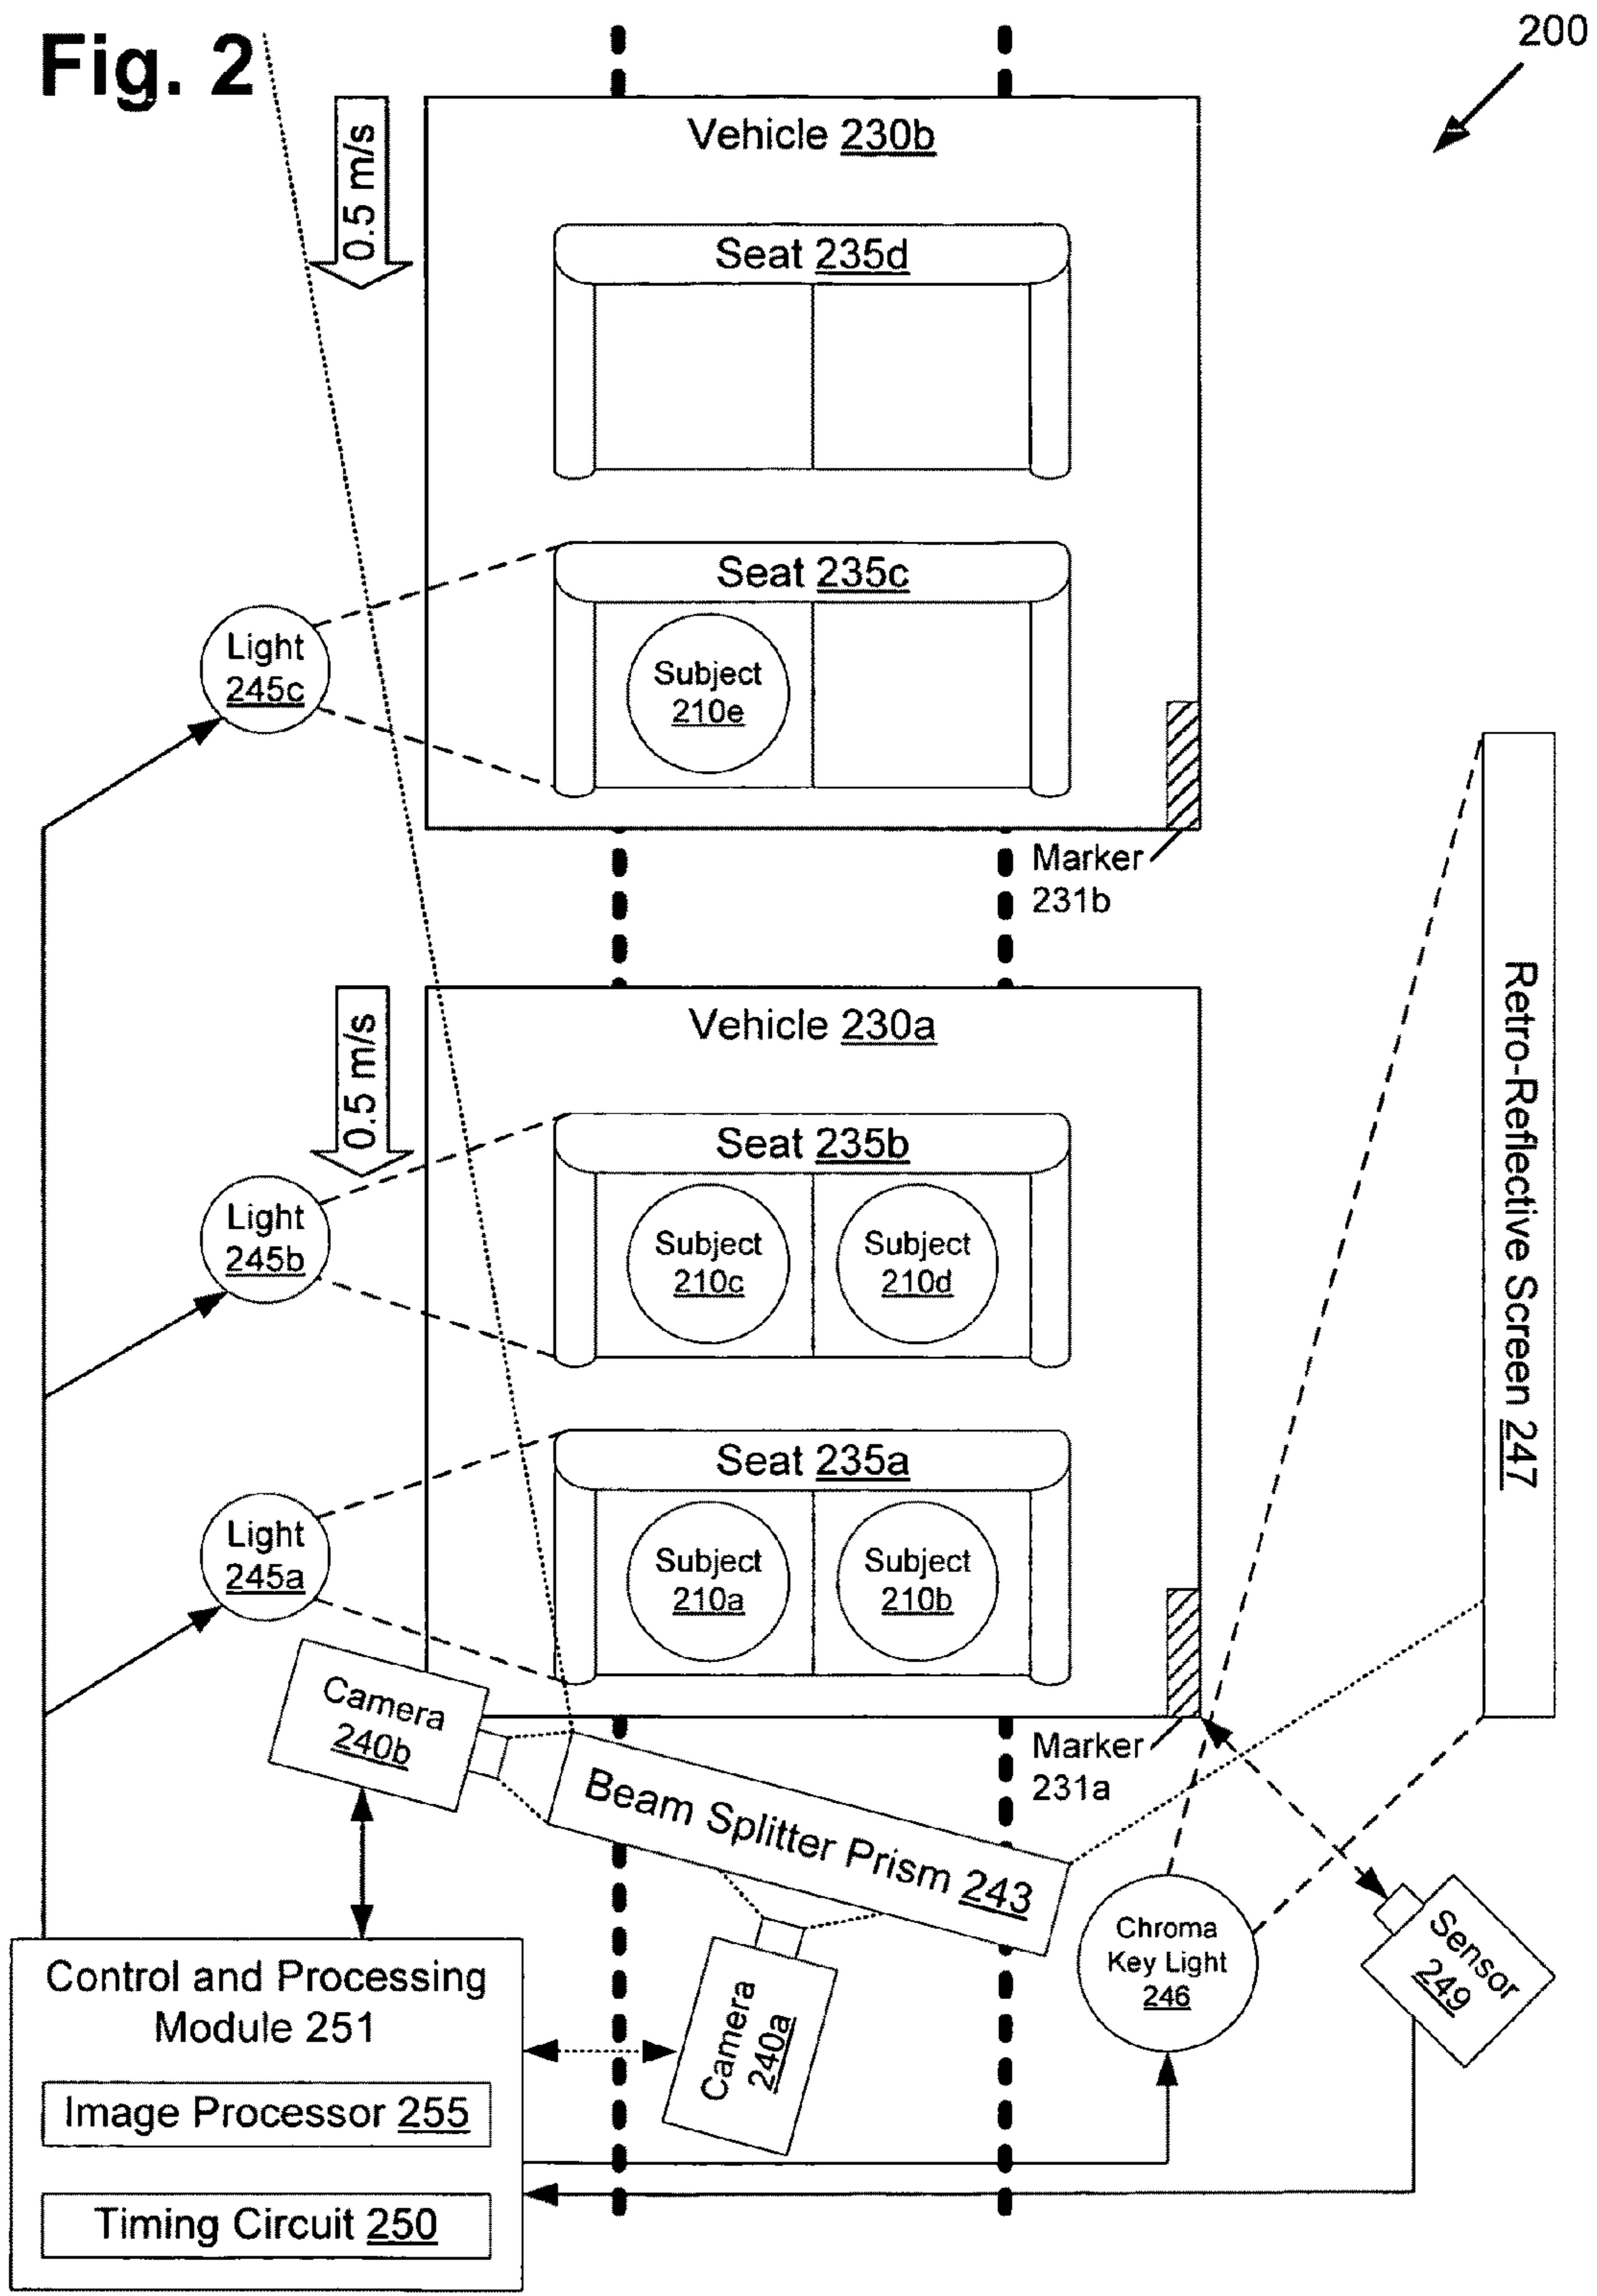 Fig. 2
200
0.5 m/s
Vehicle 230b
Seat 235d
Seat 235c
Light
245c
Subject
210e
Marker
231b
0.5 m/s
Vehicle 230a
Seat 235b
Light
245b
Subject
210c
Subject
210d
Retro-Reflective Screen 247
Seat 235a
Light
245a
Subject
210a
Subject
210b
Camera
240b
Marker
231a
Beam Splitter Prism 243
Chroma
Key Light
246
Sensor
249
Camera
240a
Control and Processing
Module 251
Image Processor 255
Timing Circuit 250